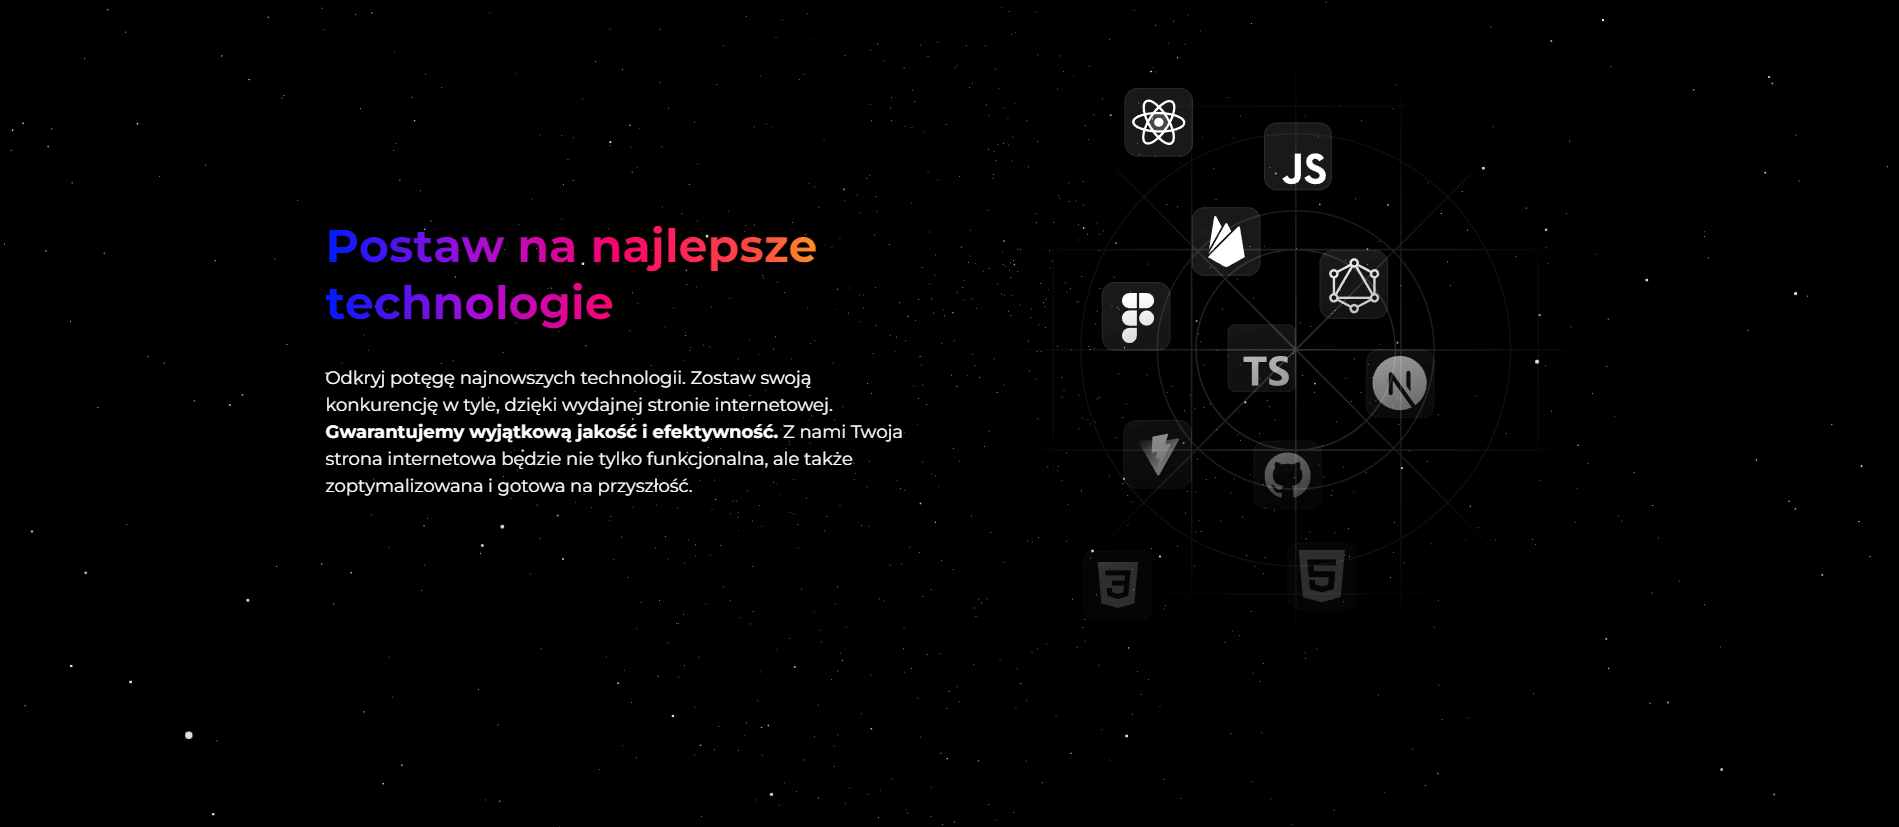 Postaw na najlepsze
technologie
Odkryj potęgę najnowszych technologii. Zostaw swoją
konkurencję w tyle, dzięki wydajnej stronie internetowej.
Gwarantujemy wyjątkową jakość i efektywność. Z nami Twoja
strona internetowa będzie nie tylko funkcjonalna, ale także
zoptymalizowana i gotowa na przyszłość.
JS
TS
N
3
5